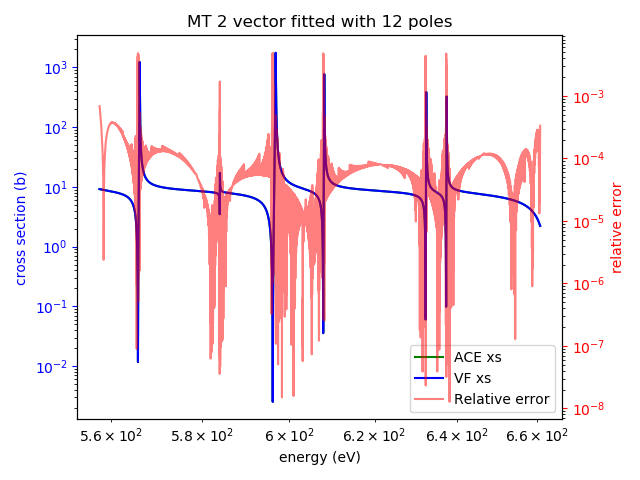 MT 2 vector fitted with 12 poles
cross section (b)
10³
10²
10¹
10⁰
10⁻¹
10⁻²
10⁻³
10⁻⁴
10⁻⁵
10⁻⁶
10⁻⁷
10⁻⁸
relative error
ACE xs
VF xs
Relative error
5.6 × 10² 5.8 × 10² 6 × 10² 6.2 × 10² 6.4 × 10² 6.6 × 10²
energy (eV)